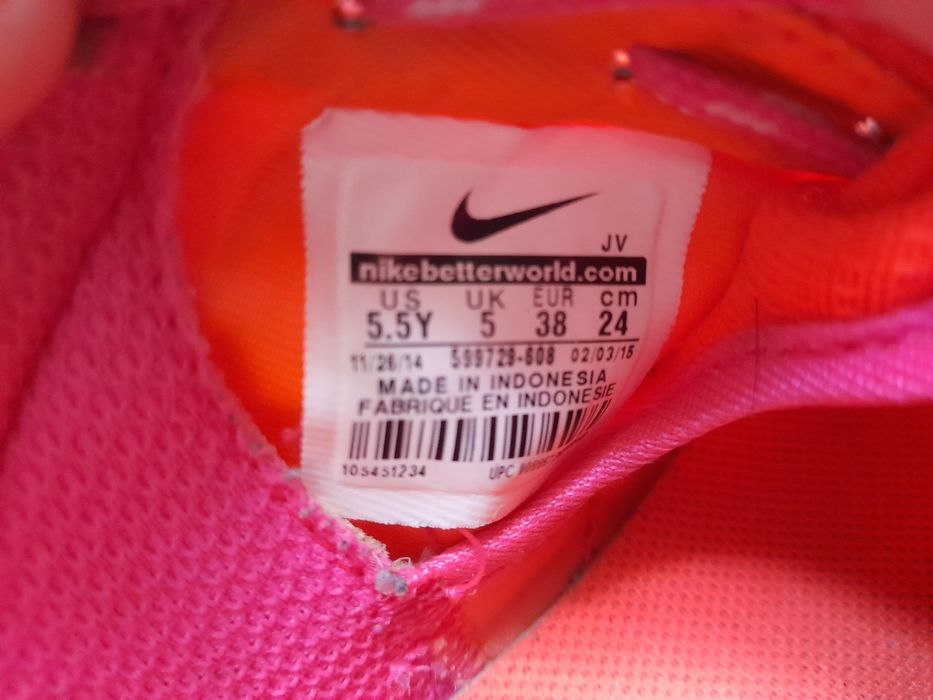 JV
nikebetterworld.com
US UK EUR cm
5.5Y 5 38 24
11/26/14 599729-608 02/03/15
MADE IN INDONESIA
FABRIQUE EN INDONESIE
105451234 UPC